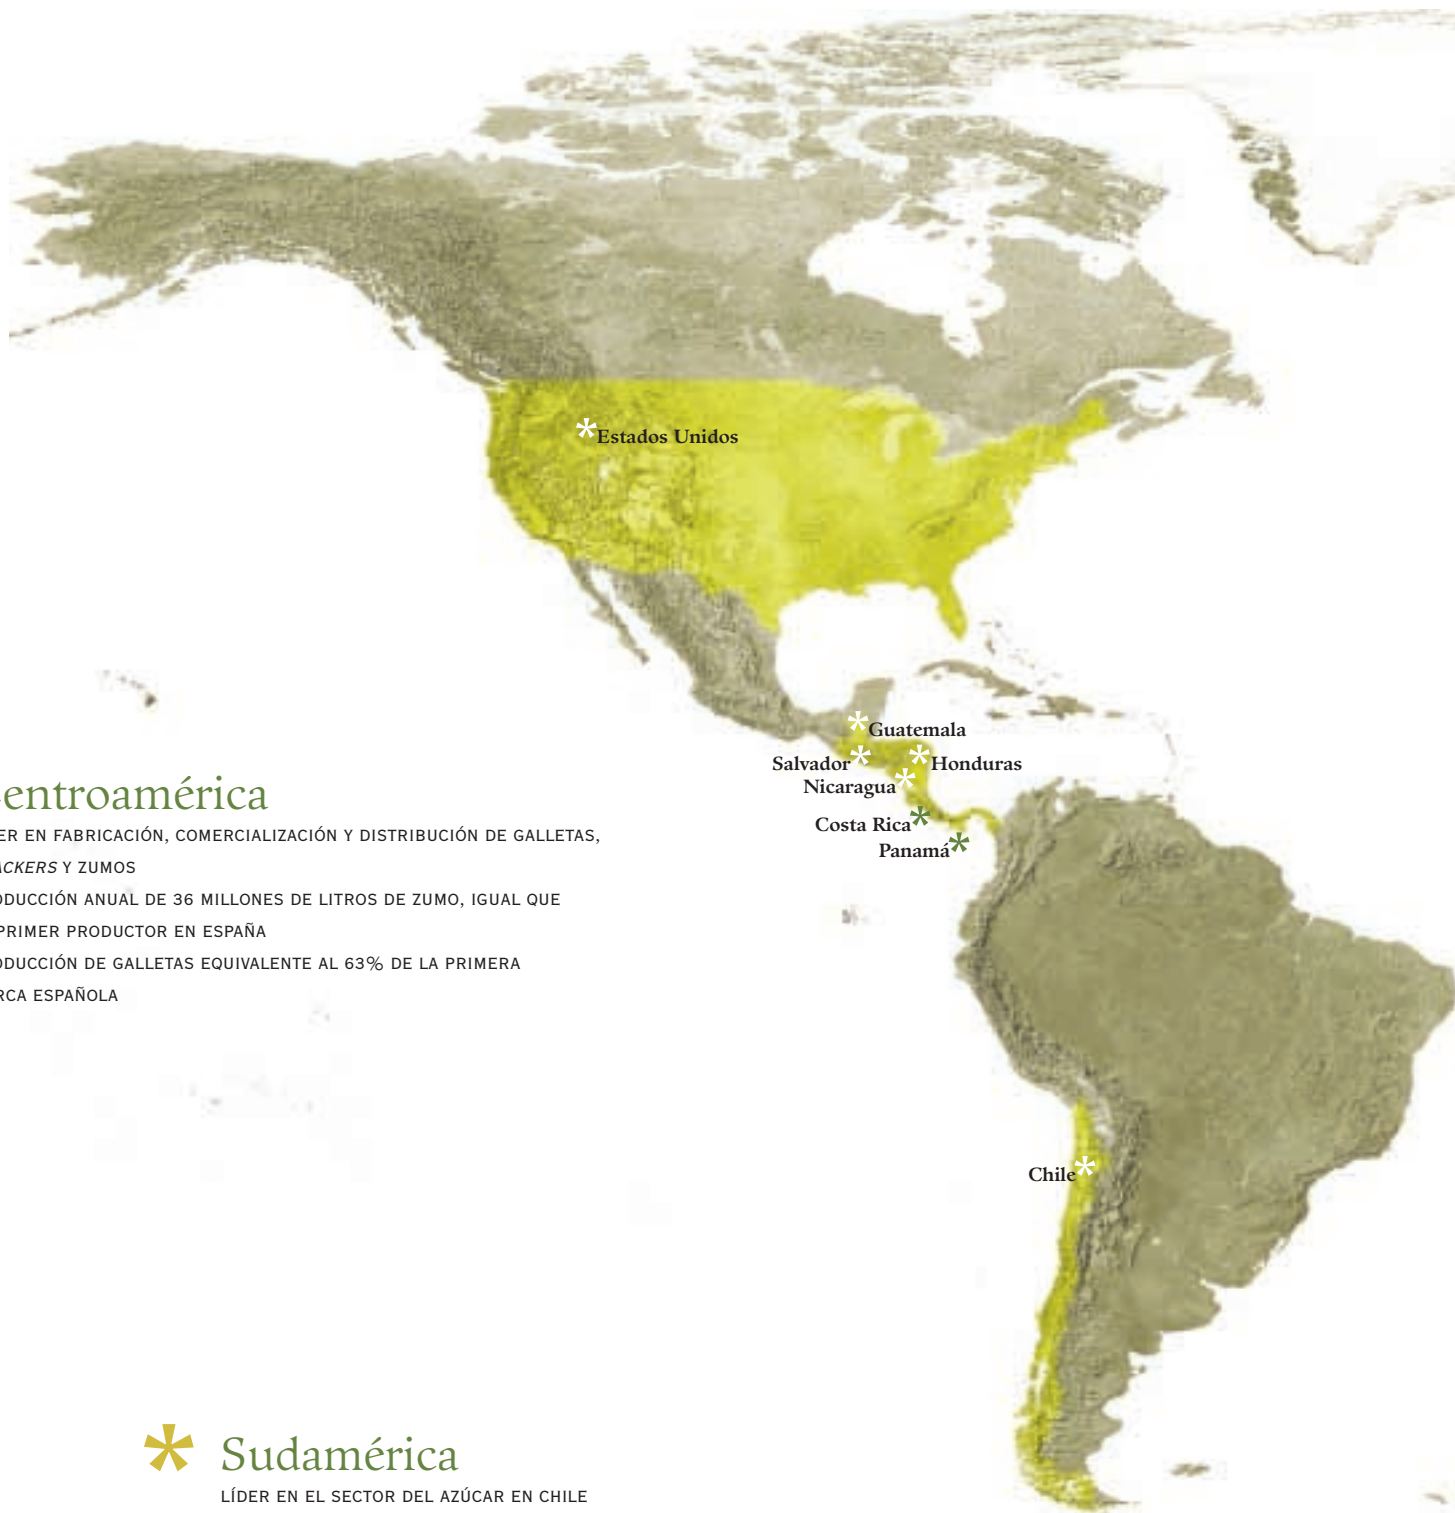 Estados Unidos
Guatemala
Salvador
Honduras
Nicaragua
Costa Rica
Panamá
entroamérica
ER EN FABRICACIÓN, COMERCIALIZACIÓN Y DISTRIBUCIÓN DE GALLETAS,
ACKERS Y ZUMOS
ODUCCIÓN ANUAL DE 36 MILLONES DE LITROS DE ZUMO, IGUAL QUE
PRIMER PRODUCTOR EN ESPAÑA
ODUCCIÓN DE GALLETAS EQUIVALENTE AL 63% DE LA PRIMERA
RCA ESPAÑOLA
Chile
* Sudamérica
LÍDER EN EL SECTOR DEL AZÚCAR EN CHILE